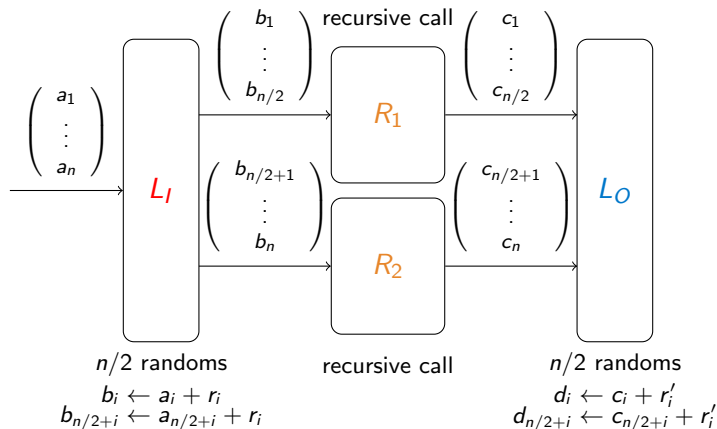 recursive call
b_1
⋮
b_{n/2}
c_1
⋮
c_{n/2}
a_1
⋮
a_n
R_1
L_I
b_{n/2+1}
⋮
b_n
c_{n/2+1}
⋮
c_n
L_O
R_2
n/2 randoms
recursive call
n/2 randoms
b_i ← a_i + r_i
b_{n/2+i} ← a_{n/2+i} + r_i
d_i ← c_i + r'_i
d_{n/2+i} ← c_{n/2+i} + r'_i